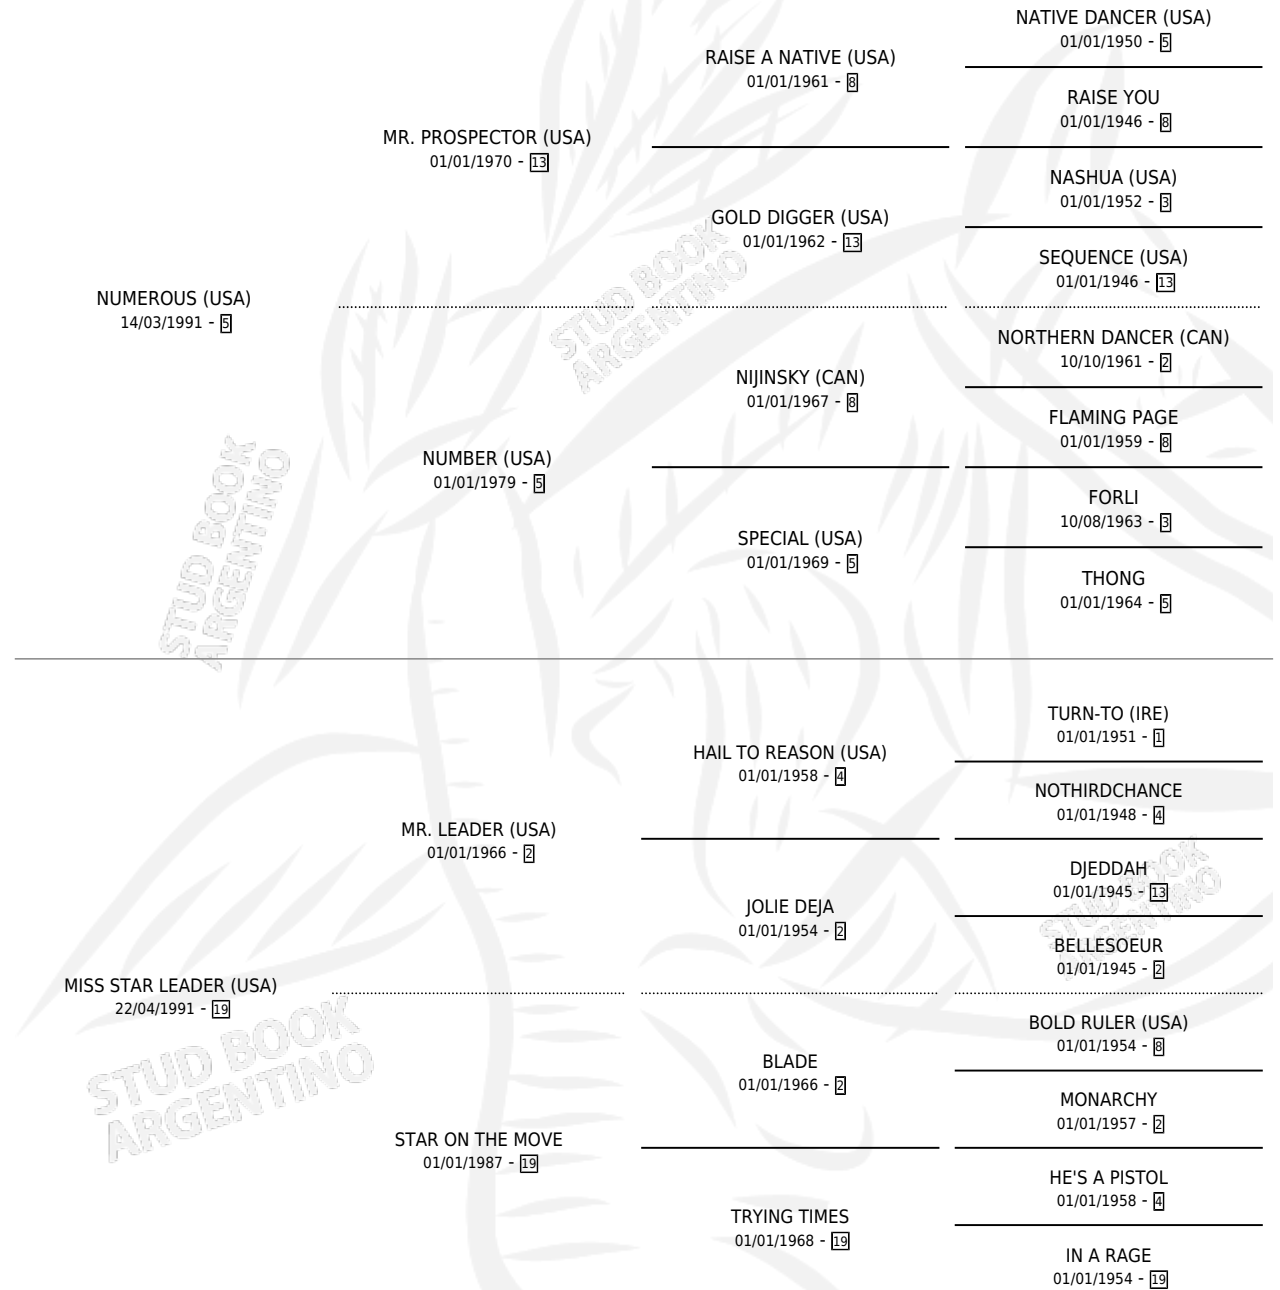 NATIVE DANCER (USA)
01/01/1950 - 5
RAISE A NATIVE (USA)
01/01/1961 - 8
RAISE YOU
01/01/1946 - 8
MR. PROSPECTOR (USA)
01/01/1970 - 13
NASHUA (USA)
01/01/1952 - 3
GOLD DIGGER (USA)
01/01/1962 - 13
SEQUENCE (USA)
01/01/1946 - 13
NUMEROUS (USA)
14/03/1991 - 5
STUD BOOK
ARGENTINO
NORTHERN DANCER (CAN)
10/10/1961 - 2
NIJINSKY (CAN)
01/01/1967 - 8
FLAMING PAGE
01/01/1959 - 8
NUMBER (USA)
01/01/1979 - 5
FORLI
10/08/1963 - 3
SPECIAL (USA)
01/01/1969 - 5
THONG
01/01/1964 - 5
STUD BOOK
ARGENTINO
TURN-TO (IRE)
01/01/1951 - 1
HAIL TO REASON (USA)
01/01/1958 - 4
NOTHIRDCHANCE
01/01/1948 - 4
MR. LEADER (USA)
01/01/1966 - 2
DJEDDAH
01/01/1945 - 13
JOLIE DEJA
01/01/1954 - 2
BELLESOEUR
01/01/1945 - 2
STUD BOOK
ARGENTINO
MISS STAR LEADER (USA)
22/04/1991 - 19
BOLD RULER (USA)
01/01/1954 - 8
BLADE
01/01/1966 - 2
MONARCHY
01/01/1957 - 2
STUD BOOK
ARGENTINO
STAR ON THE MOVE
01/01/1987 - 19
HE'S A PISTOL
01/01/1958 - 4
TRYING TIMES
01/01/1968 - 19
IN A RAGE
01/01/1954 - 19